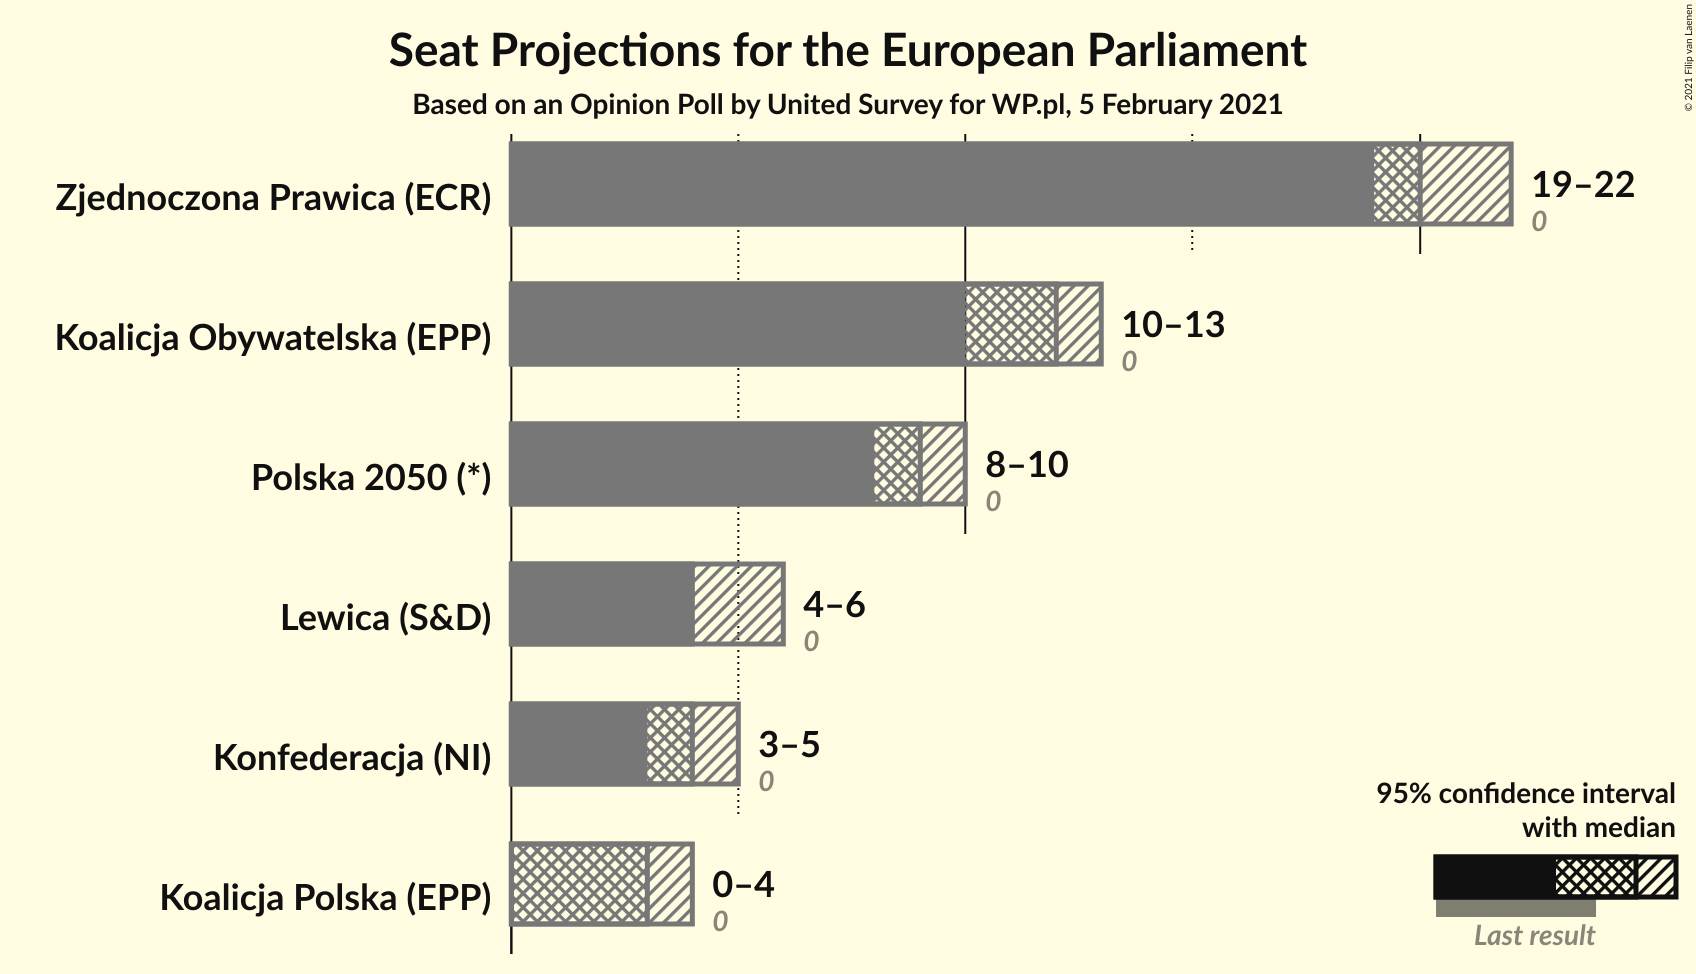 Seat Projections for the European Parliament
Based on an Opinion Poll by United Survey for WP.pl, 5 February 2021
© 2021 Filip van Laenen
Zjednoczona Prawica (ECR)
19–22
0
Koalicja Obywatelska (EPP)
10–13
0
Polska 2050 (*)
8–10
0
Lewica (S&D)
4–6
0
Konfederacja (NI)
3–5
0
Koalicja Polska (EPP)
0–4
0
95% confidence interval
with median
Last result